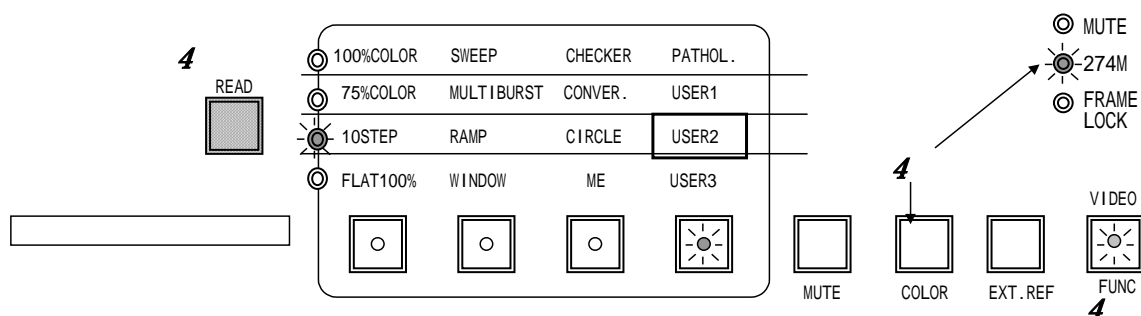 MUTE
4
274M
READ
FRAME
LOCK
100%COLOR SWEEP CHECKER PATHOL.
75%COLOR MULTIBURST CONVER. USER1
10STEP RAMP CIRCLE USER2
FLAT100% WINDOW ME USER3
4
VIDEO
MUTE COLOR EXT.REF FUNC
4